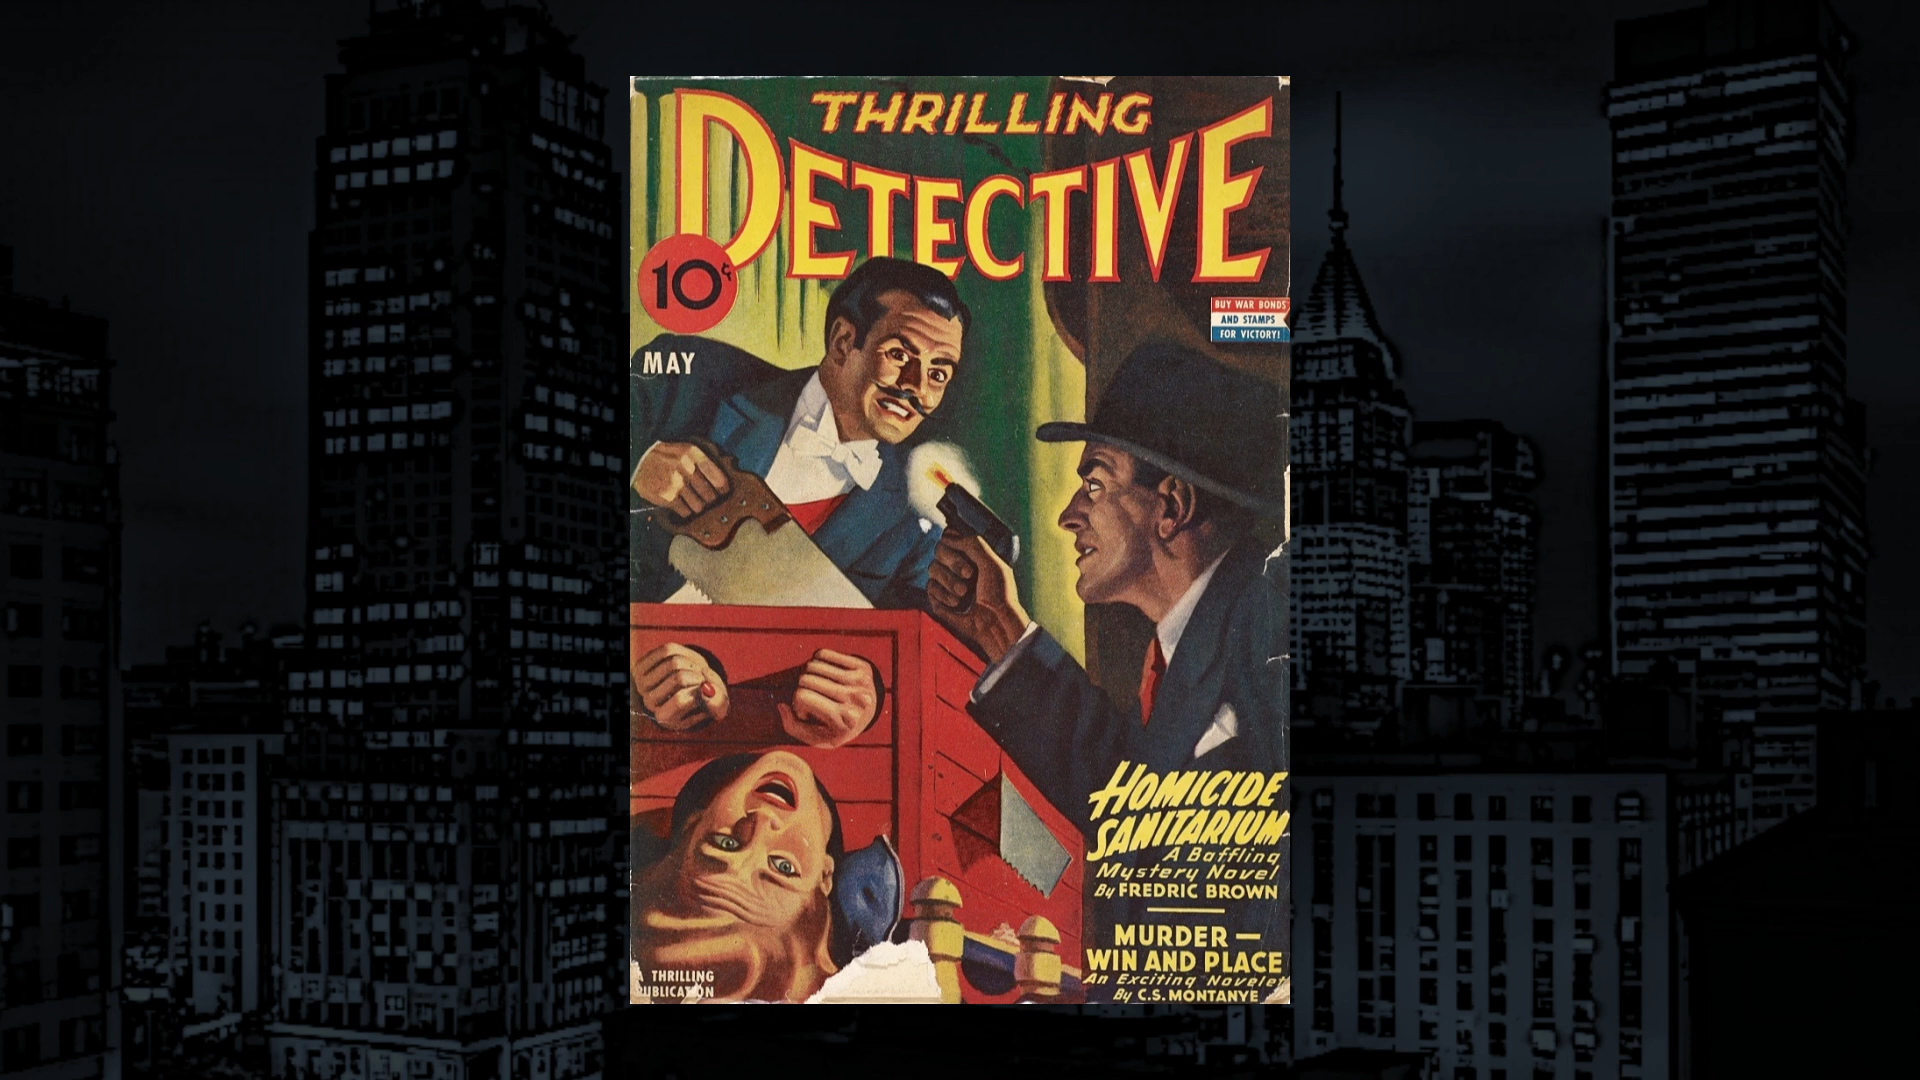 THRILLING
DETECTIVE
10¢
BUY WAR BONDS
AND STAMPS
FOR VICTORY!
MAY
HOMICIDE
SANITARIUM
A Baffling
Mystery Novel
By FREDRIC BROWN
MURDER—
WIN AND PLACE
An Exciting Novelet
By C.S. MONTANYE
A THRILLING
PUBLICATION